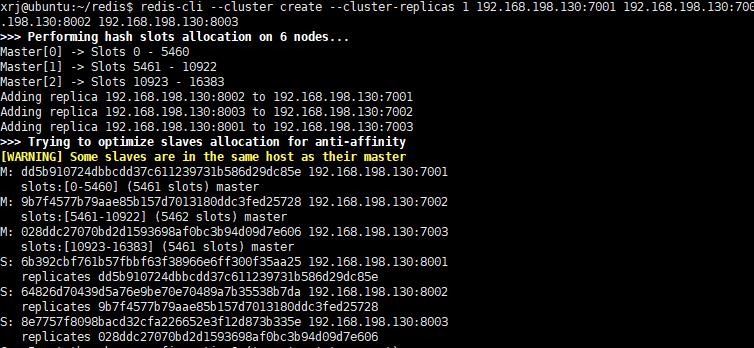 xrj@ubuntu:~/redis$ redis-cli --cluster create --cluster-replicas 1 192.168.198.130:7001 192.168.198.130:700
.198.130:8002 192.168.198.130:8003
>>> Performing hash slots allocation on 6 nodes...
Master[0] -> Slots 0 - 5460
Master[1] -> Slots 5461 - 10922
Master[2] -> Slots 10923 - 16383
Adding replica 192.168.198.130:8002 to 192.168.198.130:7001
Adding replica 192.168.198.130:8003 to 192.168.198.130:7002
Adding replica 192.168.198.130:8001 to 192.168.198.130:7003
>>> Trying to optimize slaves allocation for anti-affinity
[WARNING] Some slaves are in the same host as their master
M: dd5b910724dbbcdd37c611239731b586d29dc85e 192.168.198.130:7001
slots:[0-5460] (5461 slots) master
M: 9b7f4577b79aae85b157d7013180ddc3fed25728 192.168.198.130:7002
slots:[5461-10922] (5462 slots) master
M: 028ddc27070bd2d1593698af0bc3b94d09d7e606 192.168.198.130:7003
slots:[10923-16383] (5461 slots) master
S: 6b392cbf761b57fbbf63f38966e6ff300f35aa25 192.168.198.130:8001
replicates dd5b910724dbbcdd37c611239731b586d29dc85e
S: 64826d70439d5a76e9be70e70489a7b35538b7da 192.168.198.130:8002
replicates 9b7f4577b79aae85b157d7013180ddc3fed25728
S: 8e7757f8098bacd32cfa226652e3f12d873b335e 192.168.198.130:8003
replicates 028ddc27070bd2d1593698af0bc3b94d09d7e606